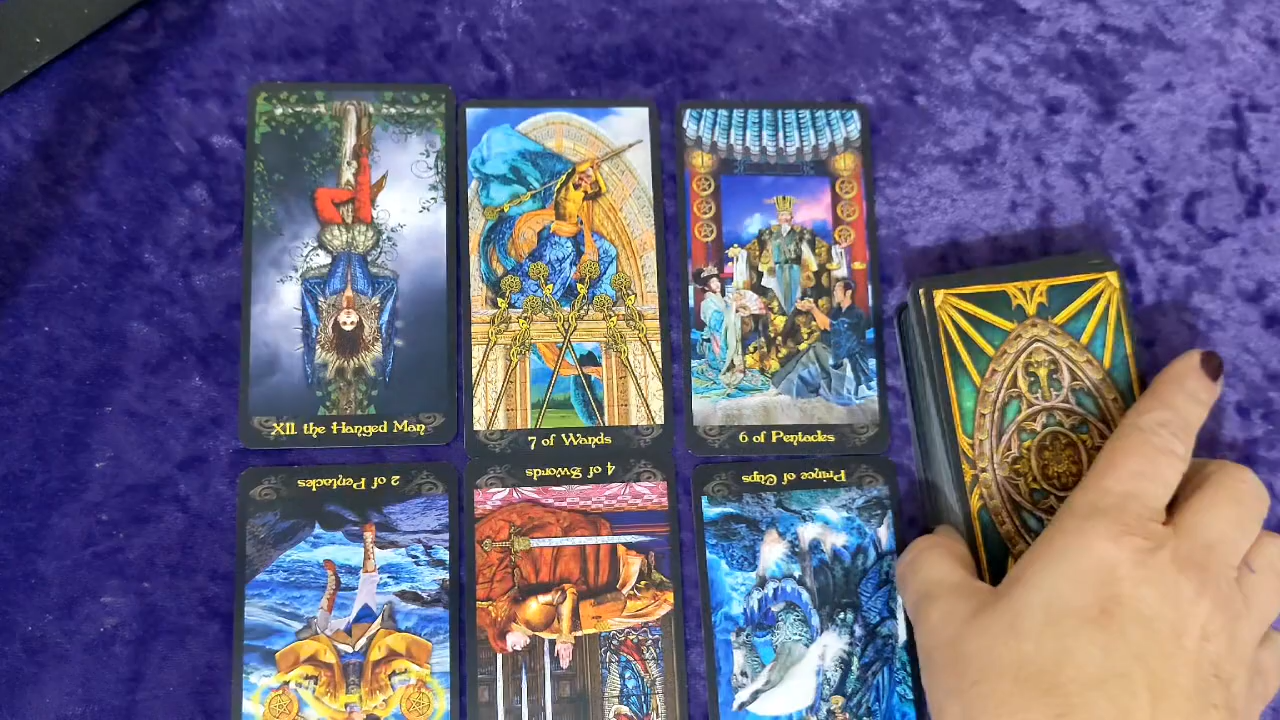 XII. the Hanged Man
7 of Wands
6 of Pentacles
2 of Pentacles
4 of Swords
Prince of Cups